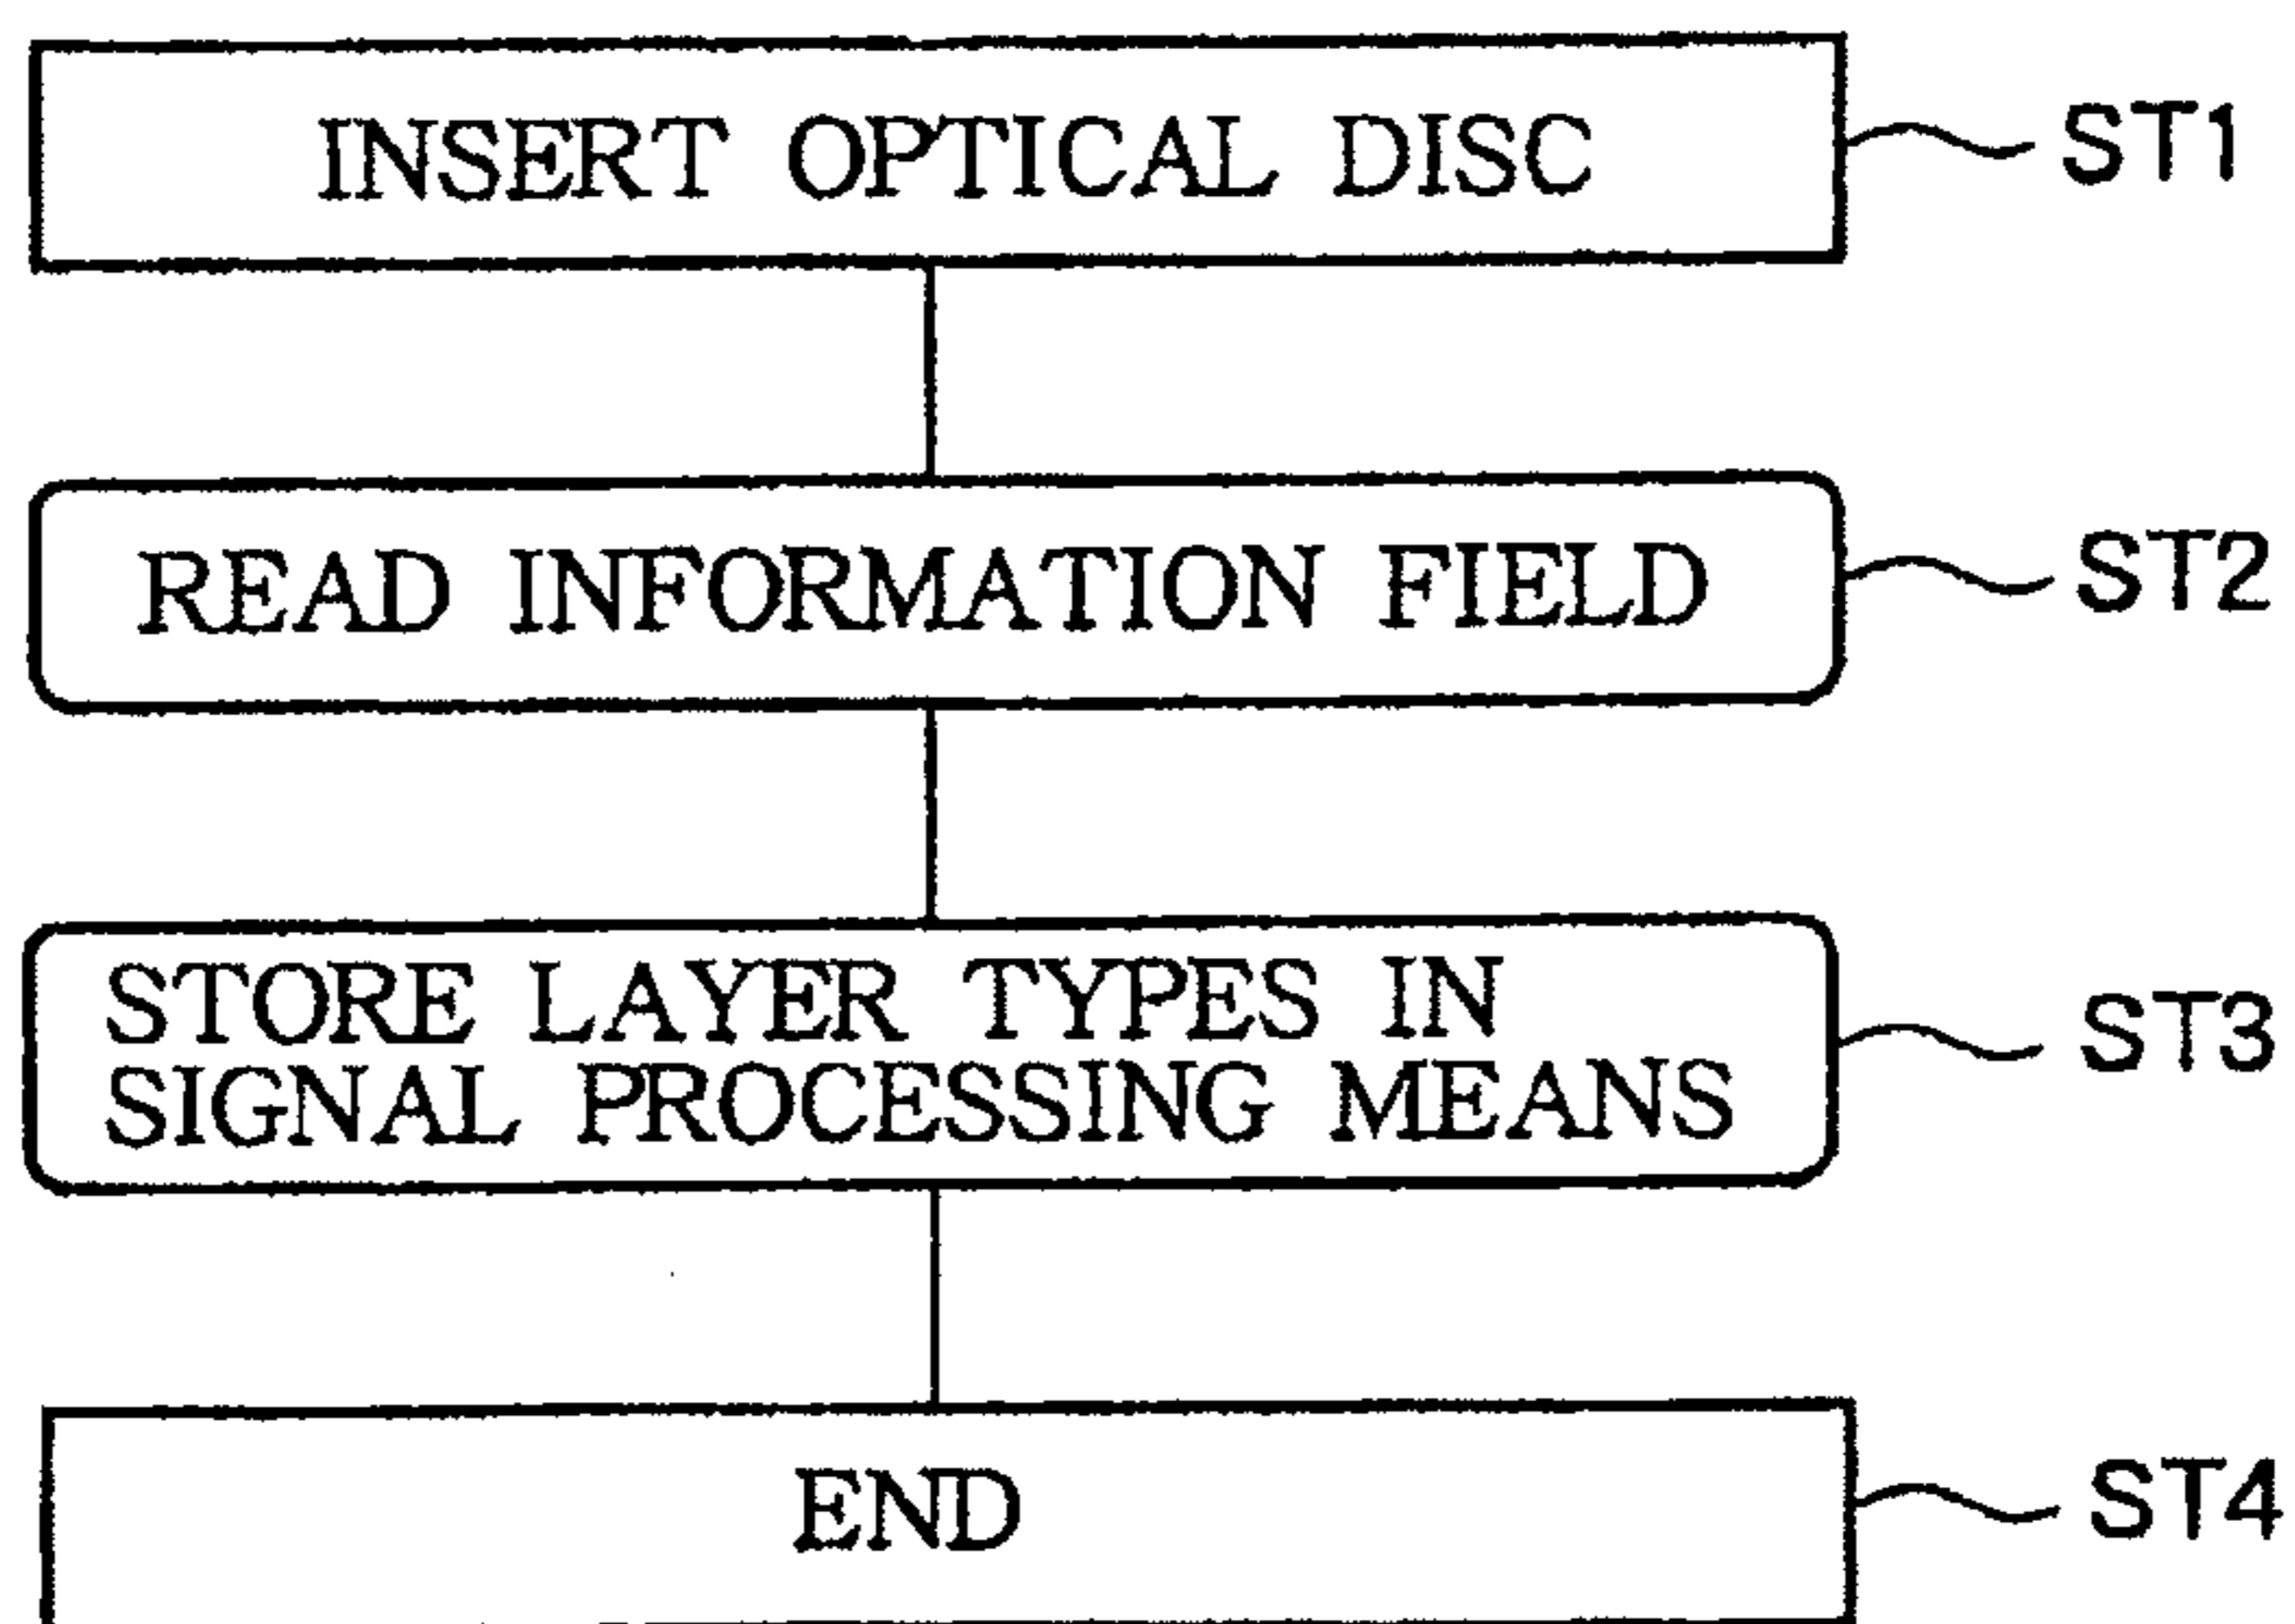 INSERT OPTICAL DISC
ST1
READ INFORMATION FIELD
ST2
STORE LAYER TYPES IN
SIGNAL PROCESSING MEANS
ST3
END
ST4